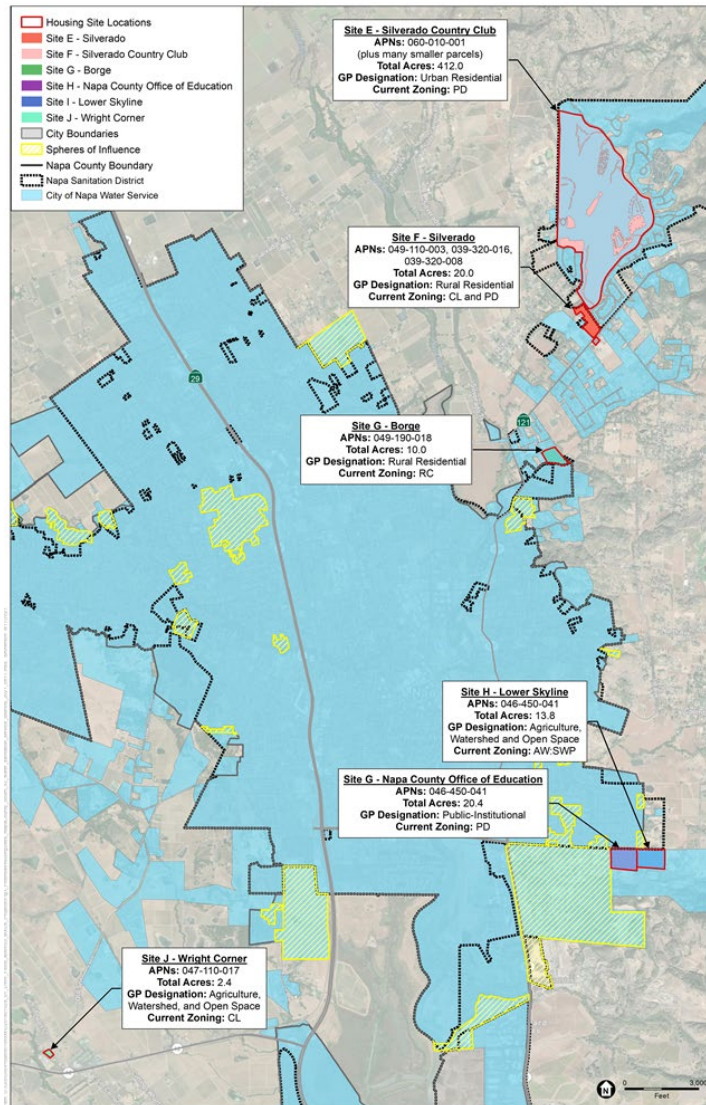 Housing Site Locations
Site E - Silverado
Site F - Silverado Country Club
Site G - Borge
Site H - Napa County Office of Education
Site I - Lower Skyline
Site J - Wright Corner
City Boundaries
Spheres of Influence
Napa County Boundary
Napa Sanitation District
City of Napa Water Service
Site E - Silverado Country Club
APNs: 060-010-001
(plus many smaller parcels)
Total Acres: 412.0
GP Designation: Urban Residential
Current Zoning: PD
Site F - Silverado
APNs: 049-110-003, 039-320-016,
039-320-008
Total Acres: 20.0
GP Designation: Rural Residential
Current Zoning: CL and PD
29
121
Site G - Borge
APNs: 049-190-018
Total Acres: 10.0
GP Designation: Rural Residential
Current Zoning: RC
Site H - Lower Skyline
APNs: 046-450-041
Total Acres: 13.8
GP Designation: Agriculture,
Watershed and Open Space
Current Zoning: AW:SWP
Site G - Napa County Office of Education
APNs: 046-450-041
Total Acres: 20.4
GP Designation: Public-Institutional
Current Zoning: PD
Site J - Wright Corner
APNs: 047-110-017
Total Acres: 2.4
GP Designation: Agriculture,
Watershed, and Open Space
Current Zoning: CL
N
0 3,000
Feet